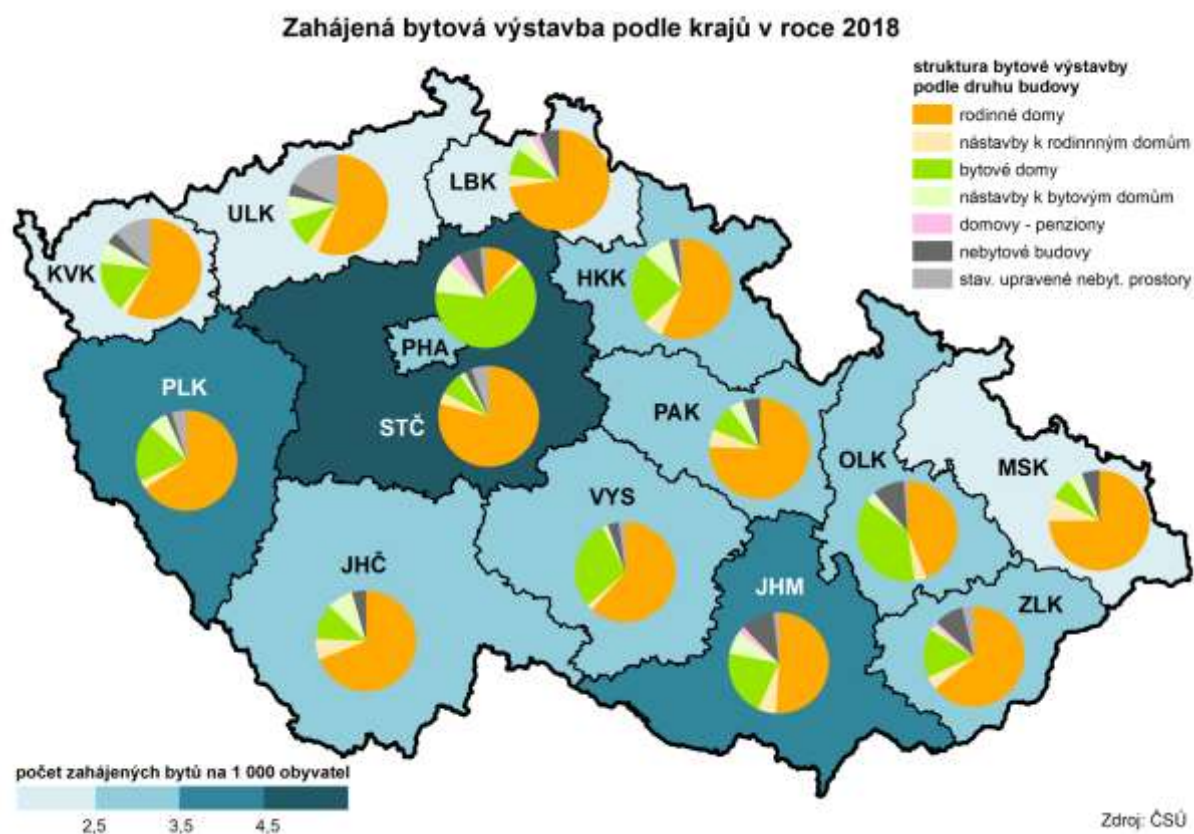 Zahájená bytová výstavba podle krajů v roce 2018
struktura bytové výstavby
podle druhu budovy
rodinné domy
nástavby k rodinnným domům
bytové domy
nástavby k bytovým domům
domovy - penziony
nebytové budovy
stav. upravené nebyt. prostory
LBK
ULK
KVK
HKK
PHA
PLK
STČ
PAK
OLK
MSK
VYS
JHČ
JHM
ZLK
počet zahájených bytů na 1 000 obyvatel
2,5 3,5 4,5
Zdroj: ČSÚ